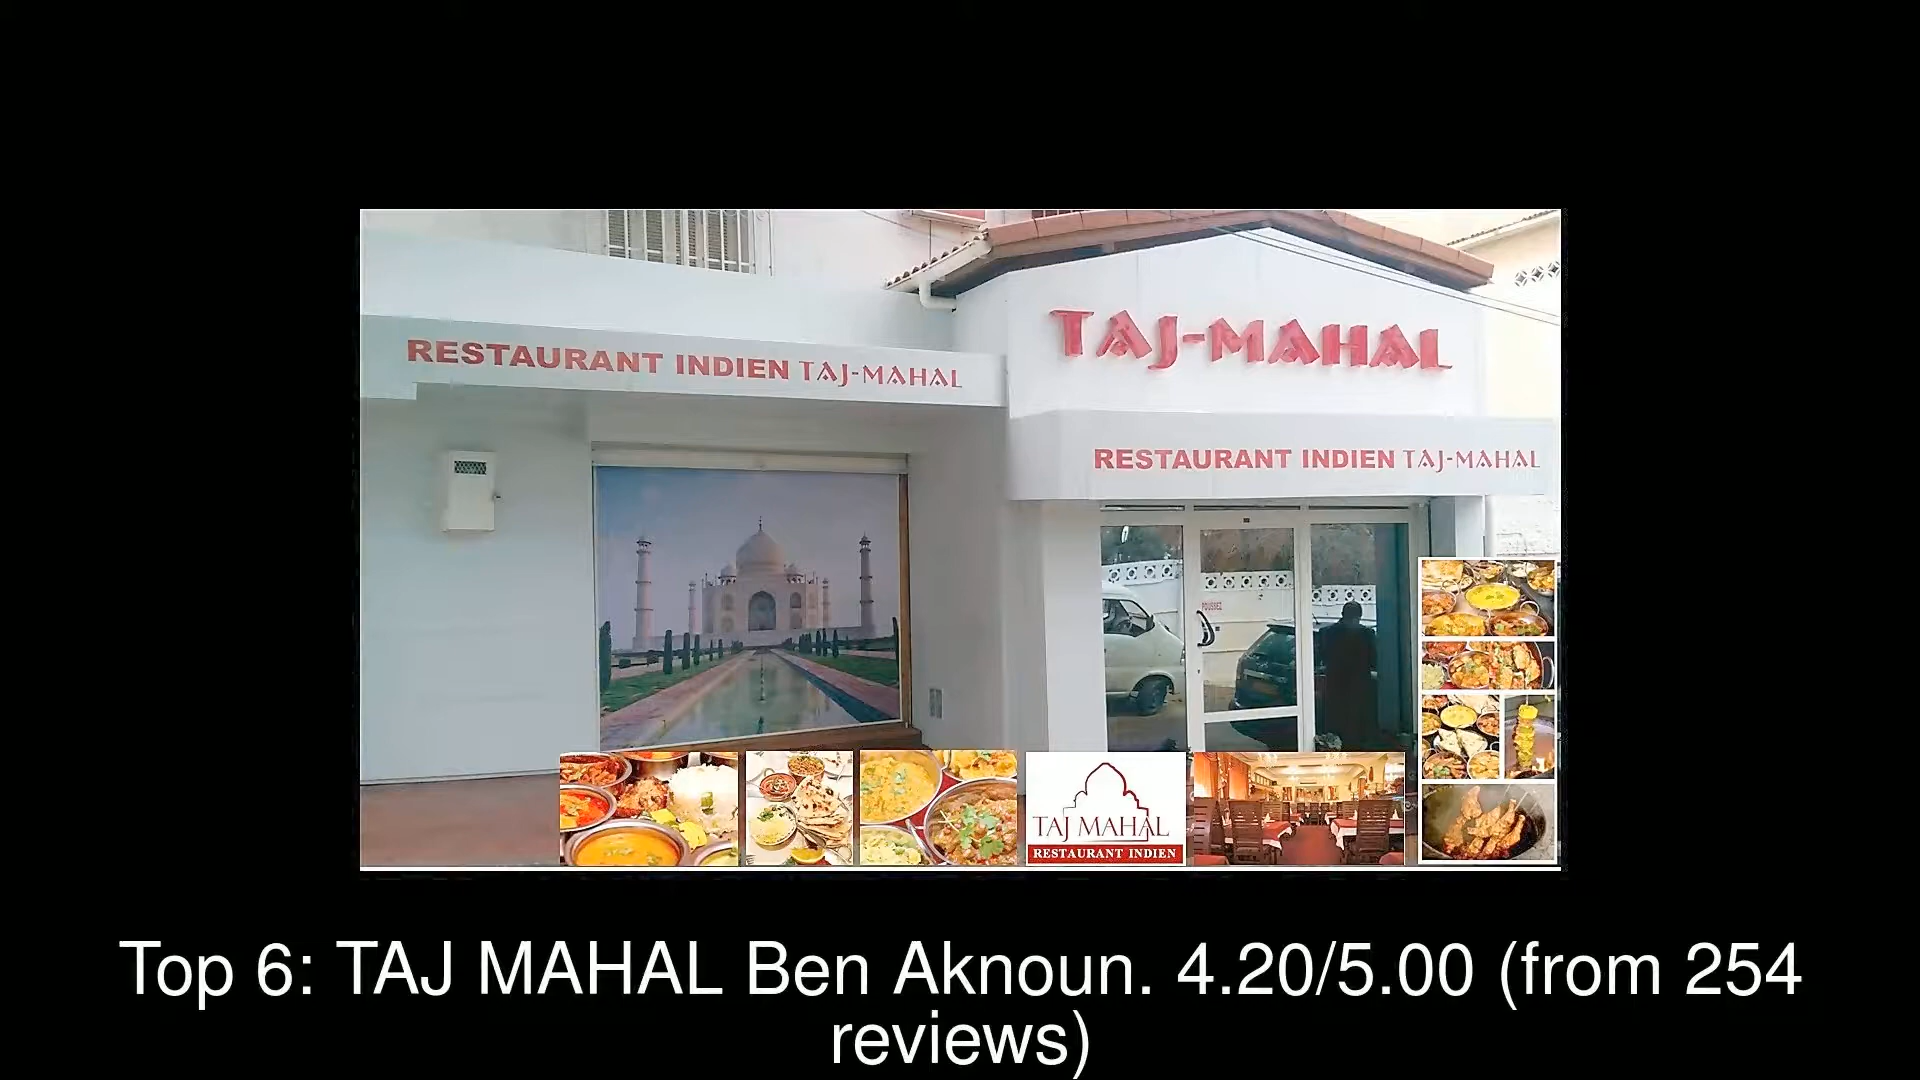 TAJ-MAHAL
RESTAURANT INDIEN TAJ-MAHAL
RESTAURANT INDIEN TAJ-MAHAL
POUSSEZ
TAJ MAHAL
RESTAURANT INDIEN
Top 6: TAJ MAHAL Ben Aknoun. 4.20/5.00 (from 254
reviews)